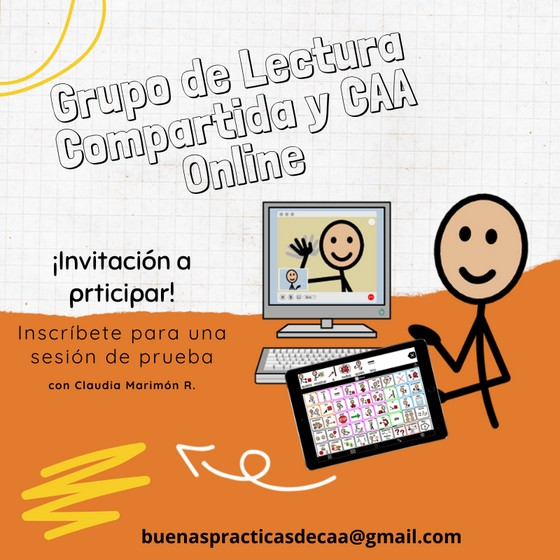 Grupo de Lectura
Compartida y CAA
Online
¡Invitación a
prticipar!
Inscríbete para una
sesión de prueba
con Claudia Marimón R.
buenaspracticasdecaa@gmail.com